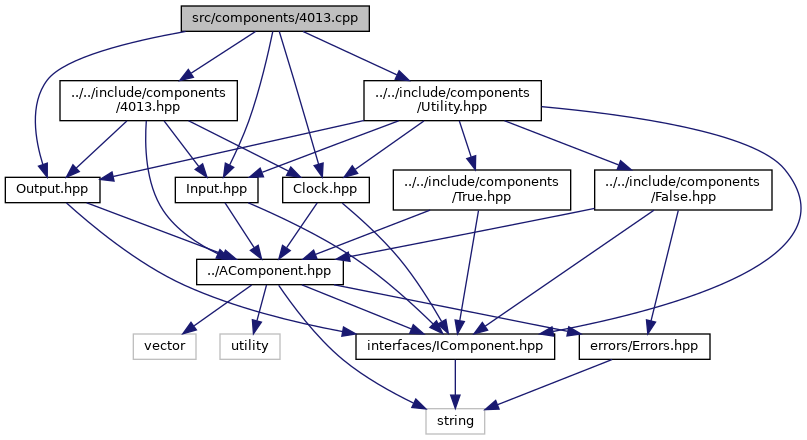 src/components/4013.cpp
../../include/components
/4013.hpp
../../include/components
/Utility.hpp
Output.hpp
Input.hpp
Clock.hpp
../../include/components
/True.hpp
../../include/components
/False.hpp
../AComponent.hpp
vector
utility
interfaces/IComponent.hpp
errors/Errors.hpp
string